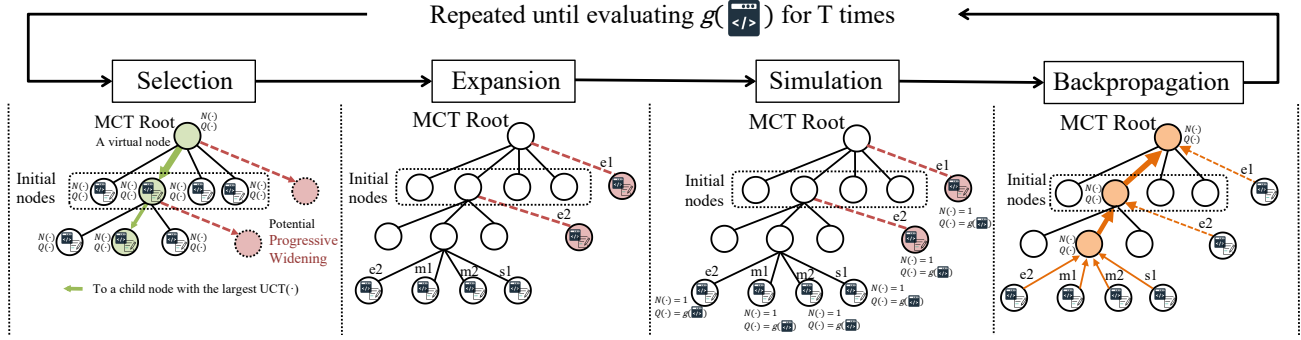 Repeated until evaluating g( </> ) for T times
Selection
Expansion
Simulation
Backpropagation
MCT Root
A virtual node
N(·)
Q(·)
Initial
nodes
N(·)
Q(·)
N(·)
Q(·)
N(·)
Q(·)
N(·)
Q(·)
N(·)
Q(·)
N(·)
Q(·)
N(·)
Q(·)
Potential
Progressive
Widening
To a child node with the largest UCT(·)
MCT Root
e1
Initial
nodes
e2
e2
m1
m2
s1
MCT Root
e1
Initial
nodes
N(·) = 1
Q(·) = g( </> )
e2
N(·) = 1
Q(·) = g( </> )
e2
m1
m2
s1
N(·) = 1
Q(·) = g( </> )
N(·) = 1
Q(·) = g( </> )
N(·) = 1
Q(·) = g( </> )
N(·) = 1
Q(·) = g( </> )
MCT Root
N(·)
Q(·)
e1
Initial
nodes
N(·)
Q(·)
e2
N(·)
Q(·)
e2
m1
m2
s1